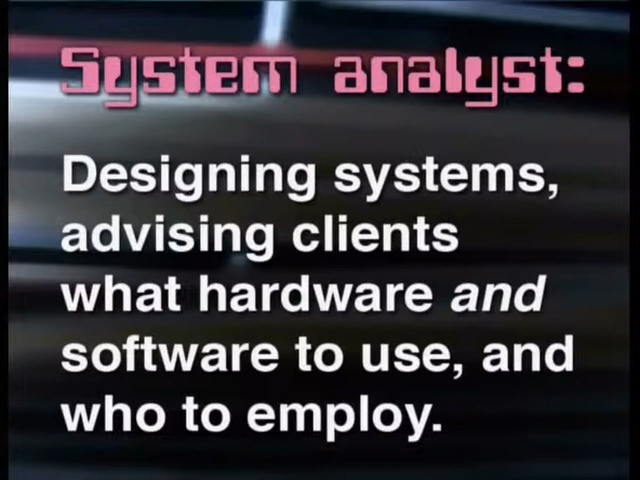 System analyst:
Designing systems,
advising clients
what hardware and
software to use, and
who to employ.